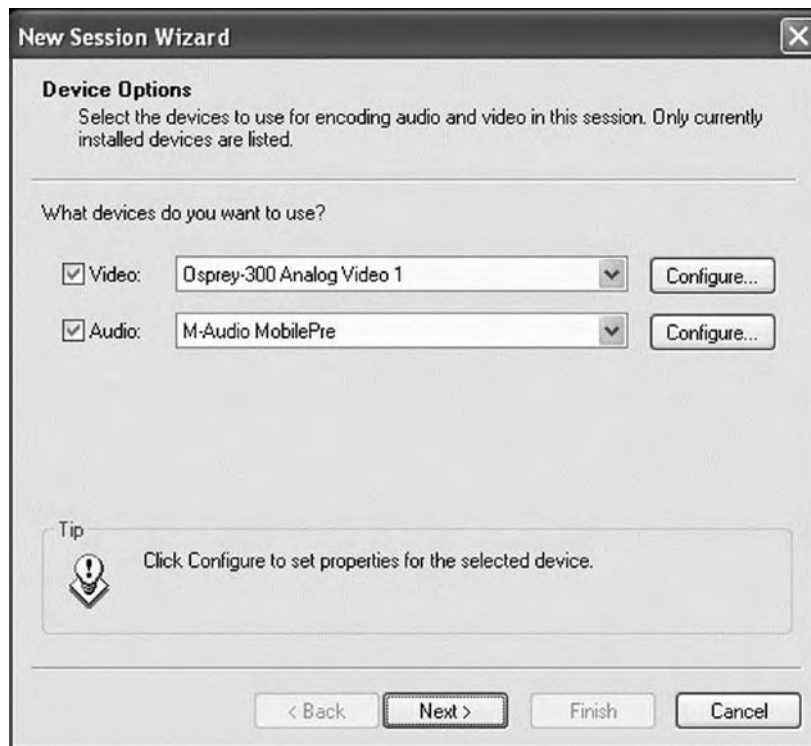 New Session Wizard
Device Options
Select the devices to use for encoding audio and video in this session. Only currently
installed devices are listed.
What devices do you want to use?
Video: Osprey-300 Analog Video 1 Configure...
Audio: M-Audio MobilePre Configure...
Tip
Click Configure to set properties for the selected device.
< Back Next > Finish Cancel